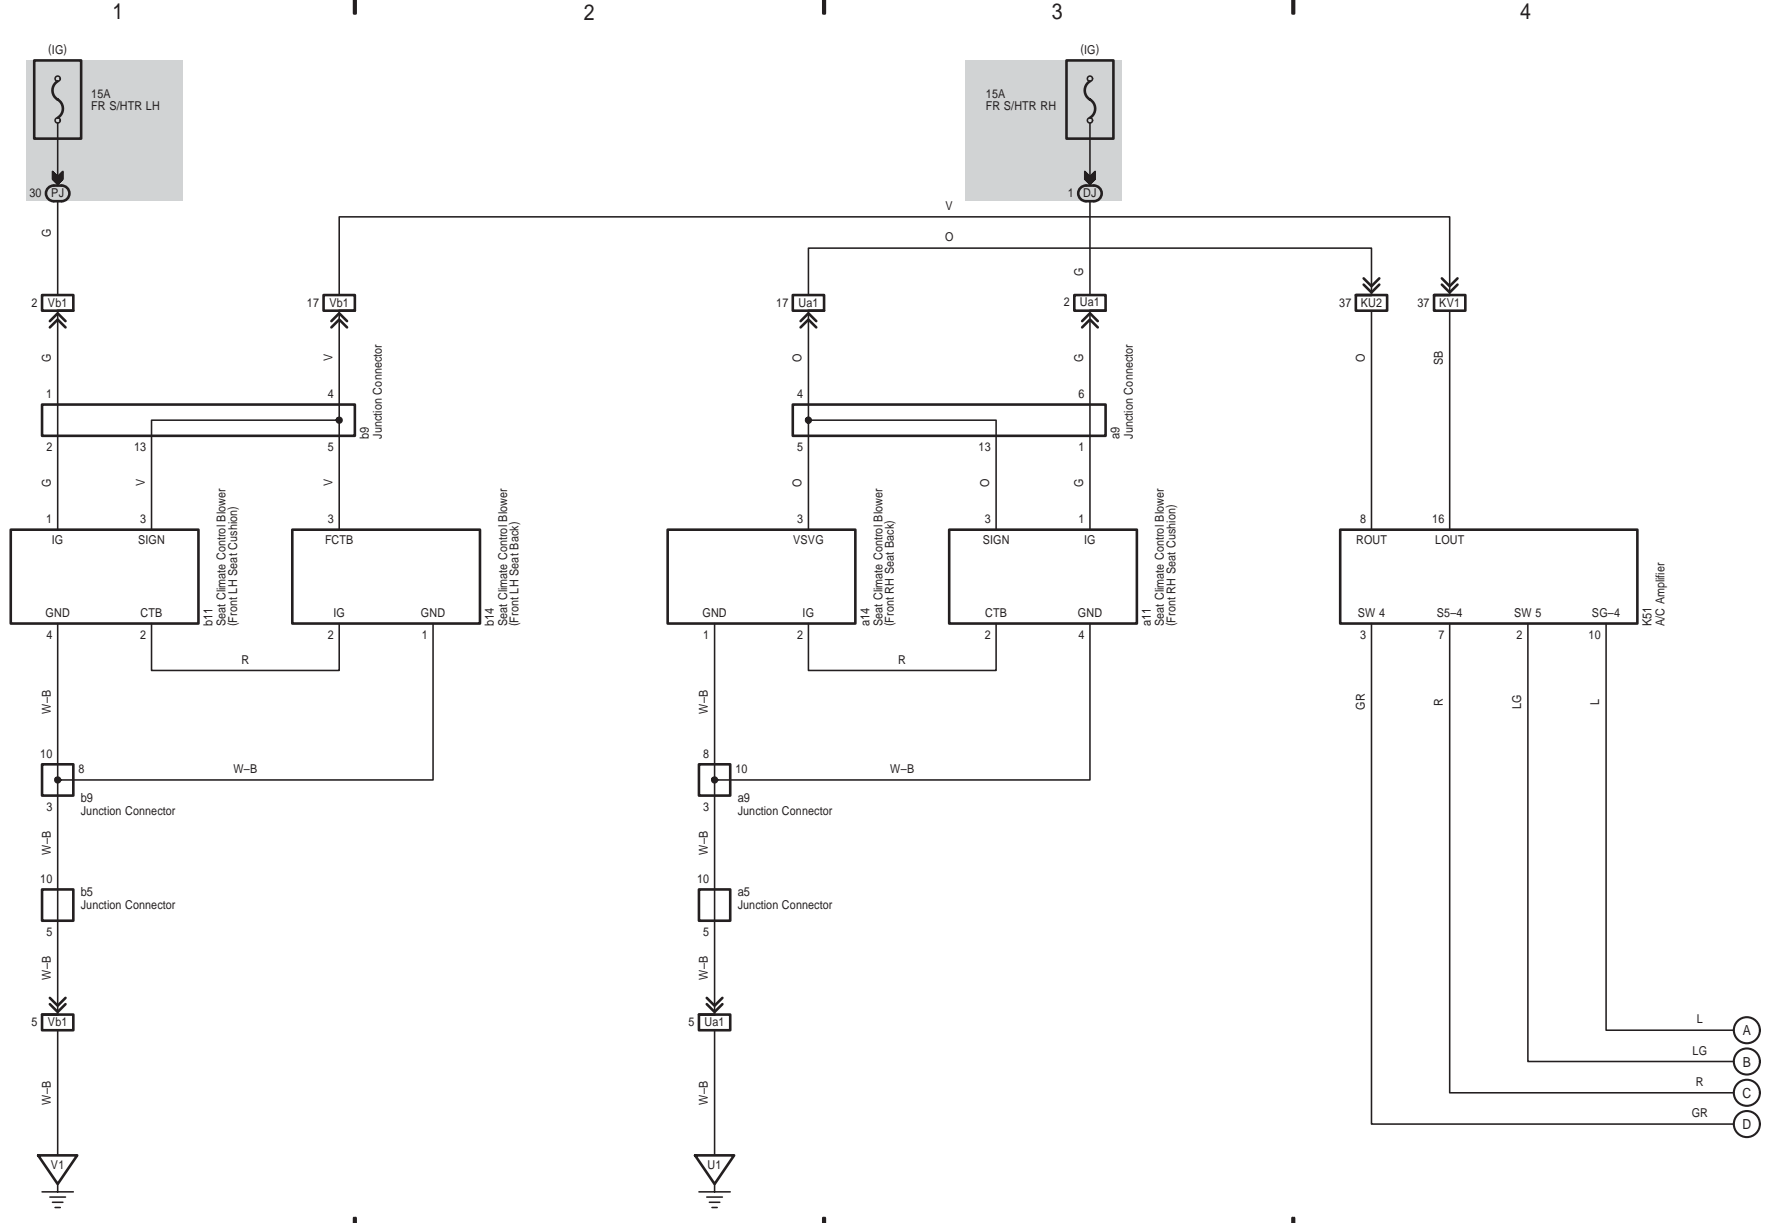 1 2 3 4
(IG) (IG)
15A
FR S/HTR LH
15A
FR S/HTR RH
30 PJ 1 DJ
V
O
G G
2 Vb1 17 Vb1 17 Ua1 2 Ua1 37 KU2 37 KV1
G V O G O SB
1 4 4 6
b9
Junction Connector
a9
Junction Connector
2 13 5 5 13 1
G V V O O G
1 3 3 3 3 1 8 16
IG SIGN FCTB VSVG SIGN IG ROUT LOUT
GND CTB IG GND GND IG CTB GND SW 4 S5–4 SW 5 SG–4
b11
Seat Climate Control Blower
(Front LH Seat Cushion)
b14
Seat Climate Control Blower
(Front LH Seat Back)
a14
Seat Climate Control Blower
(Front RH Seat Back)
a11
Seat Climate Control Blower
(Front RH Seat Cushion)
K51
A/C Amplifier
4 2 2 1 1 2 2 4 3 7 2 10
R R
W–B W–B GR R LG L
10 8 W–B 8 10 W–B
b9
Junction Connector
a9
Junction Connector
3 3
W–B W–B
10 10
b5
Junction Connector
a5
Junction Connector
5 5
W–B W–B
5 Vb1 5 Ua1
L A
LG B
R C
GR D
W–B W–B
V1 U1